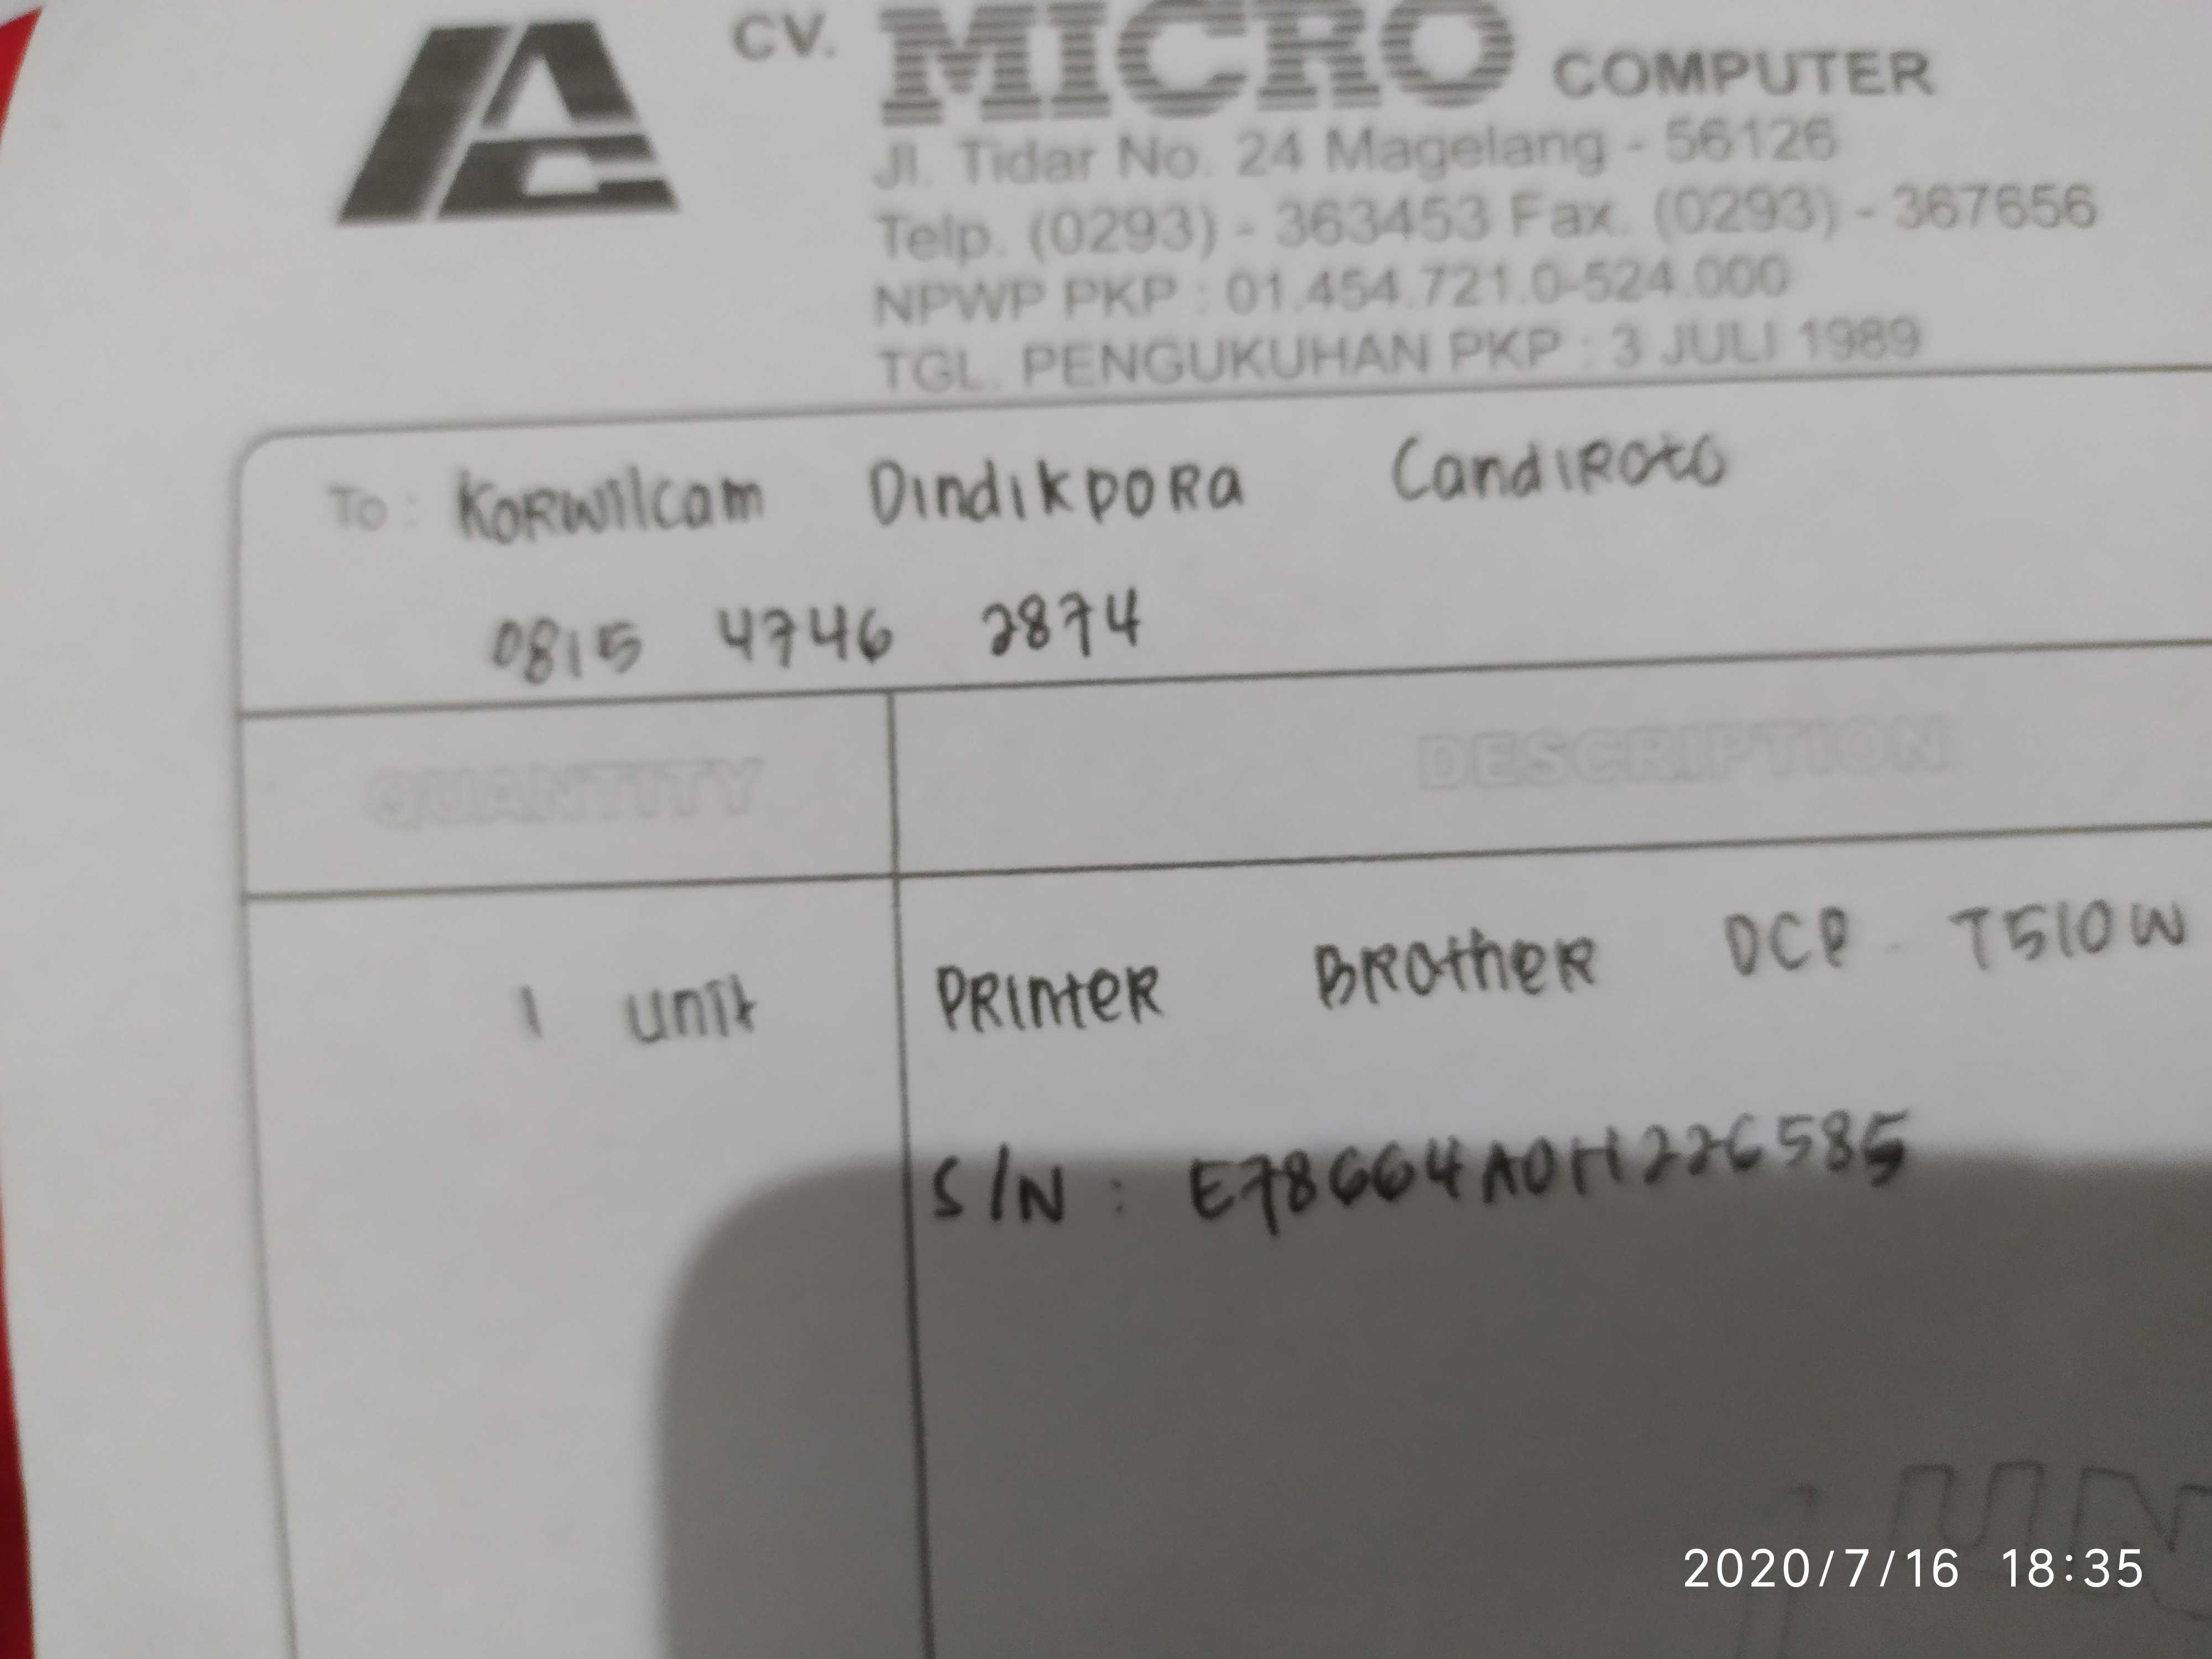 CV. MICRO COMPUTER
Jl. Tidar No. 24 Magelang - 56126
Telp. (0293) - 363453 Fax. (0293) - 367656
NPWP PKP : 01.454.721.0-524.000
TGL. PENGUKUHAN PKP : 3 JULI 1989
To : Korwilcam Dindikpora Candiroto
0815 4746 2874
QUANTITY DESCRIPTION
1 unit Printer Brother DCP - T510W
S/N : E78664A0H226585
2020/7/16 18:35